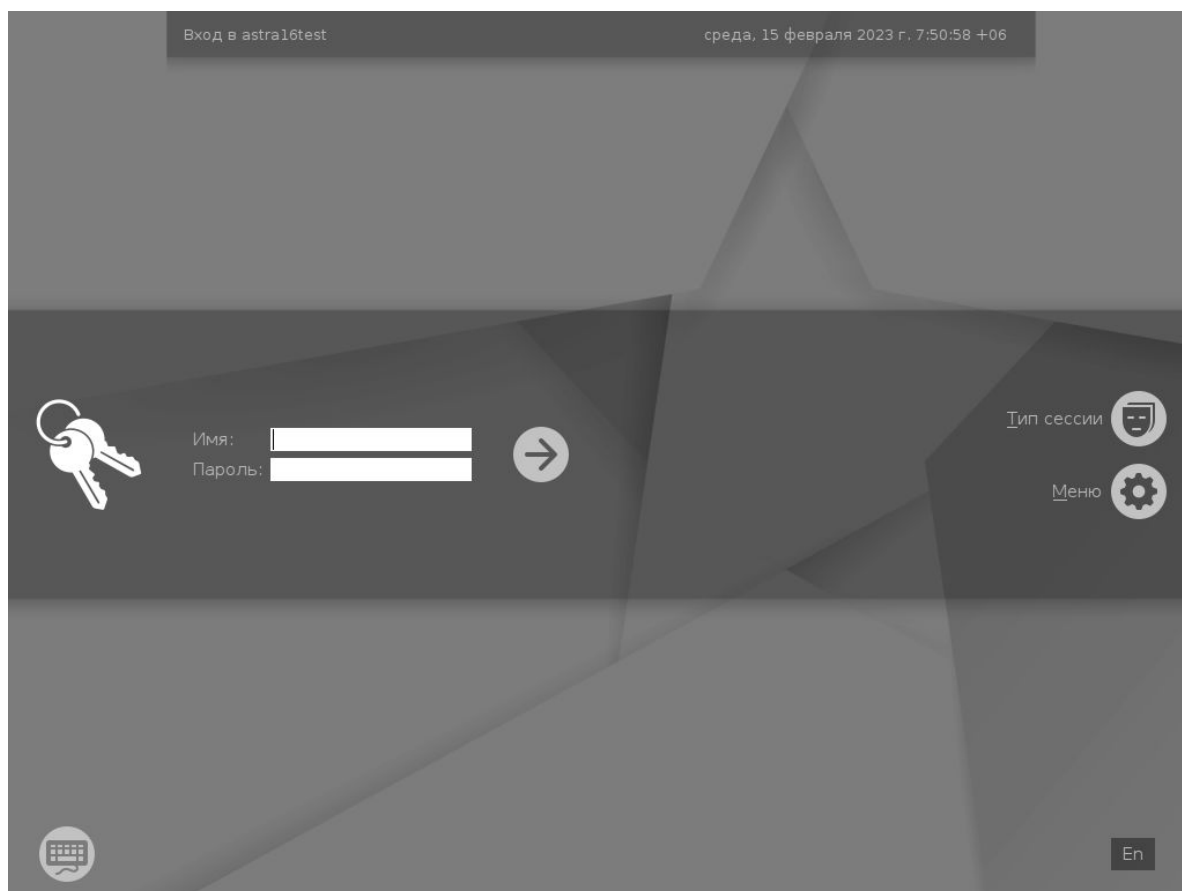 Вход в astra16test
среда, 15 февраля 2023 г. 7:50:58 +06
Имя:
Пароль:
Тип сессии
Меню
En